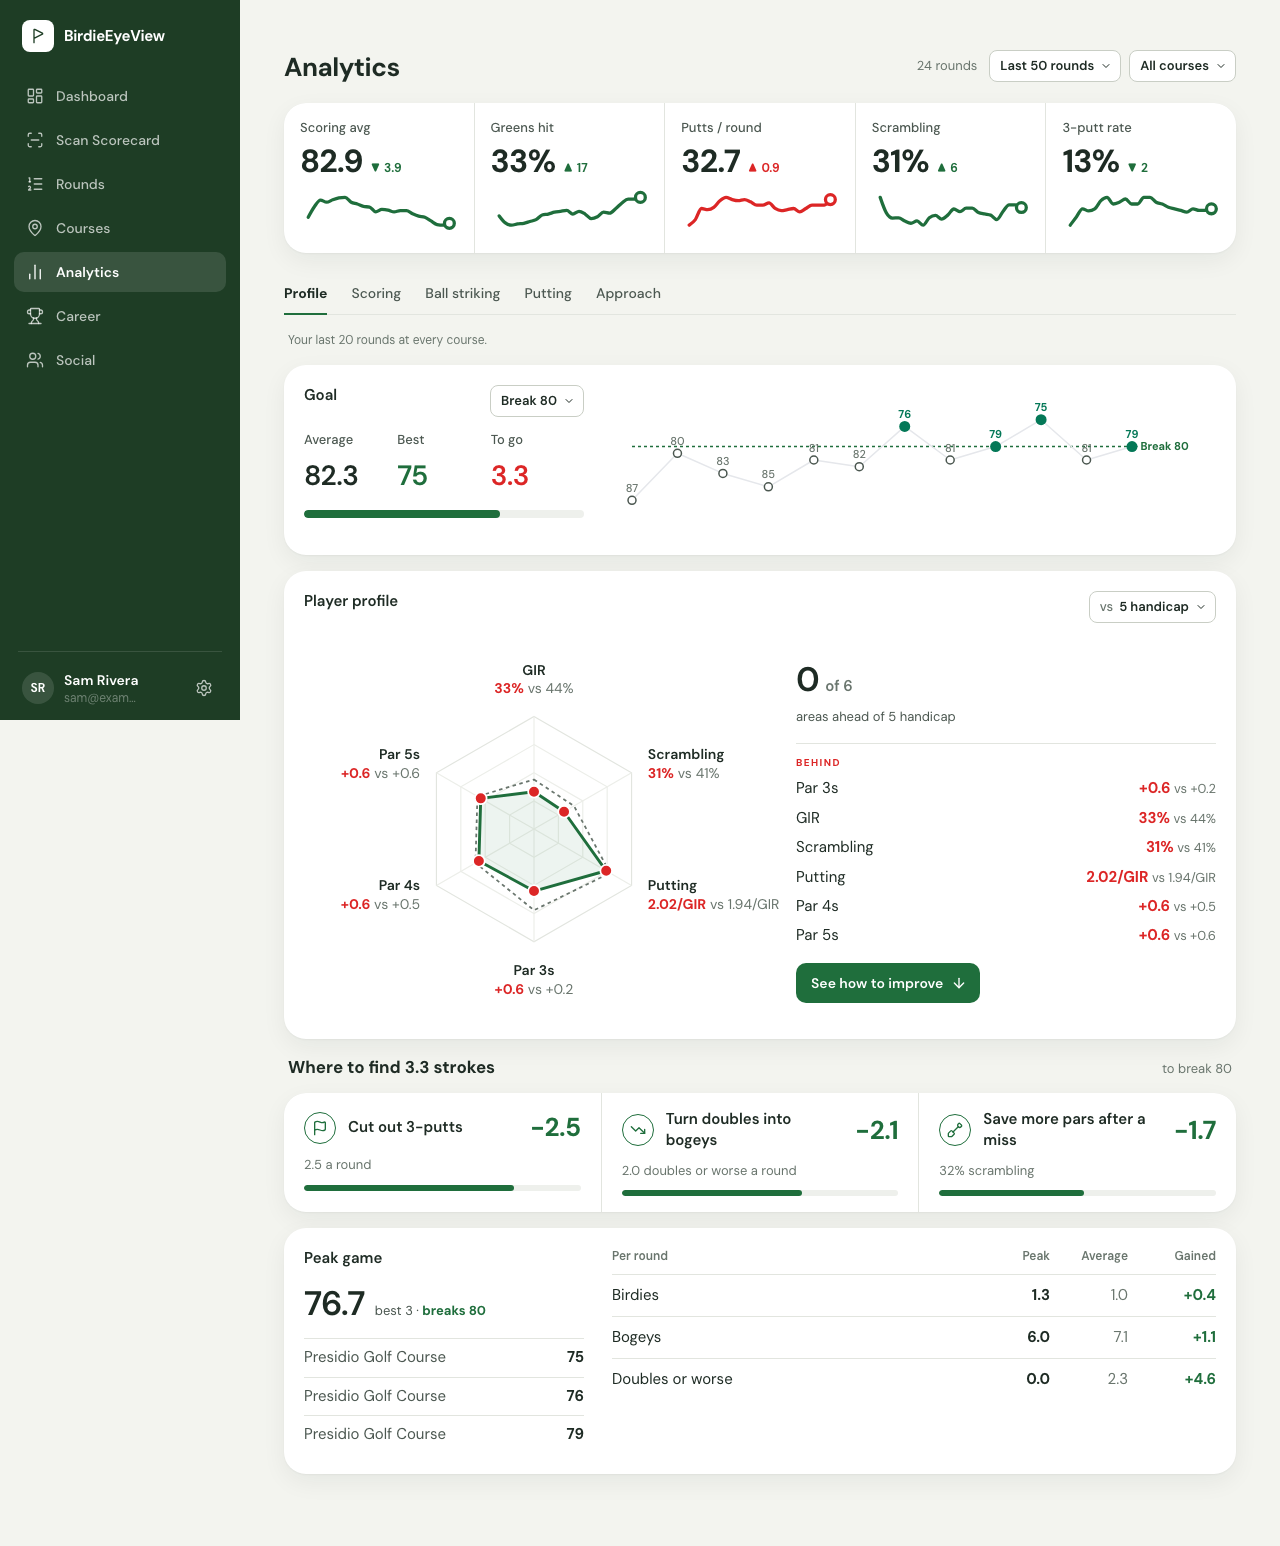 BirdieEyeView
Dashboard
Scan Scorecard
Rounds
Courses
Analytics
Career
Social
SR
Sam Rivera
sam@exam...
Analytics
24 rounds
Last 50 rounds
All courses
Scoring avg
82.9 ▼ 3.9
Greens hit
33% ▲ 17
Putts / round
32.7 ▲ 0.9
Scrambling
31% ▲ 6
3-putt rate
13% ▼ 2
Profile
Scoring
Ball striking
Putting
Approach
Your last 20 rounds at every course.
Goal
Break 80
Average
Best
To go
82.3
75
3.3
87
80
83
85
81
82
76
81
79
75
81
79
Break 80
Player profile
vs 5 handicap
GIR
33% vs 44%
Par 5s
+0.6 vs +0.6
Scrambling
31% vs 41%
Par 4s
+0.6 vs +0.5
Putting
2.02/GIR vs 1.94/GIR
Par 3s
+0.6 vs +0.2
0 of 6
areas ahead of 5 handicap
BEHIND
Par 3s +0.6 vs +0.2
GIR 33% vs 44%
Scrambling 31% vs 41%
Putting 2.02/GIR vs 1.94/GIR
Par 4s +0.6 vs +0.5
Par 5s +0.6 vs +0.6
See how to improve ↓
Where to find 3.3 strokes
to break 80
Cut out 3-putts
−2.5
2.5 a round
Turn doubles into
bogeys
−2.1
2.0 doubles or worse a round
Save more pars after a
miss
−1.7
32% scrambling
Peak game
76.7 best 3 · breaks 80
Presidio Golf Course 75
Presidio Golf Course 76
Presidio Golf Course 79
Per round Peak Average Gained
Birdies 1.3 1.0 +0.4
Bogeys 6.0 7.1 +1.1
Doubles or worse 0.0 2.3 +4.6